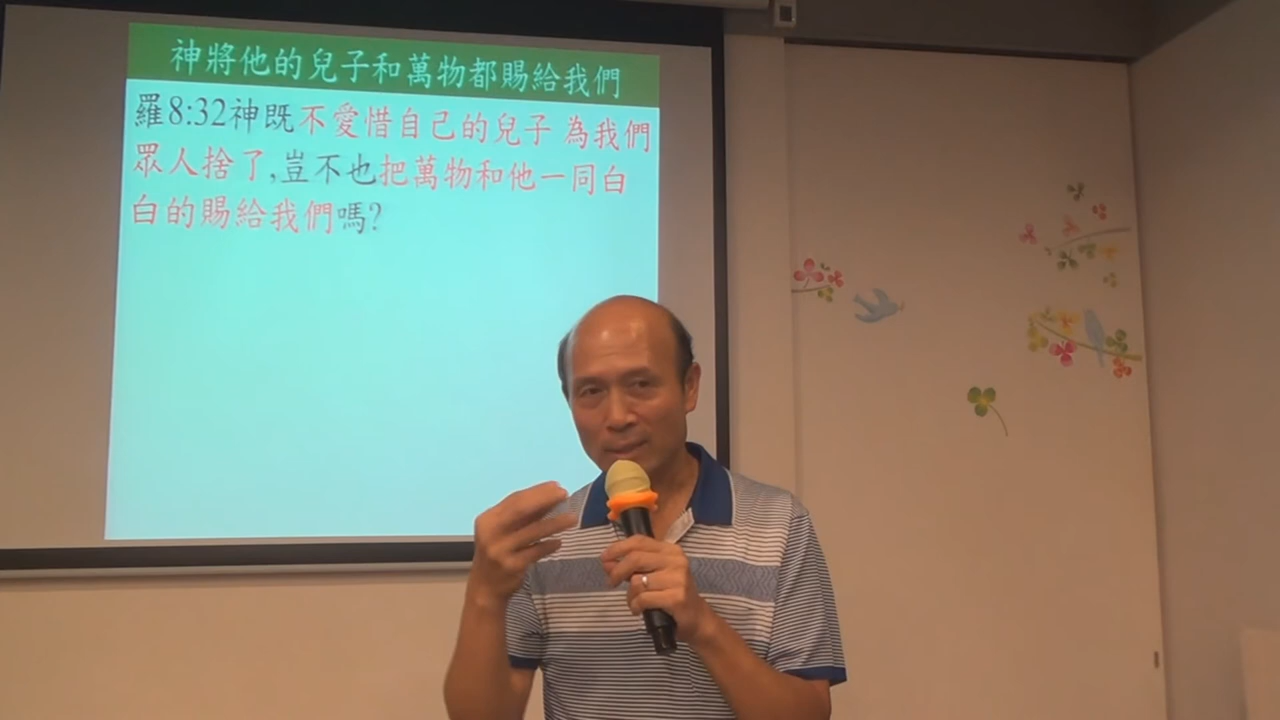 神將他的兒子和萬物都賜給我們
羅8:32神既不愛惜自己的兒子 為我們
眾人捨了,豈不也把萬物和他一同白
白的賜給我們嗎?